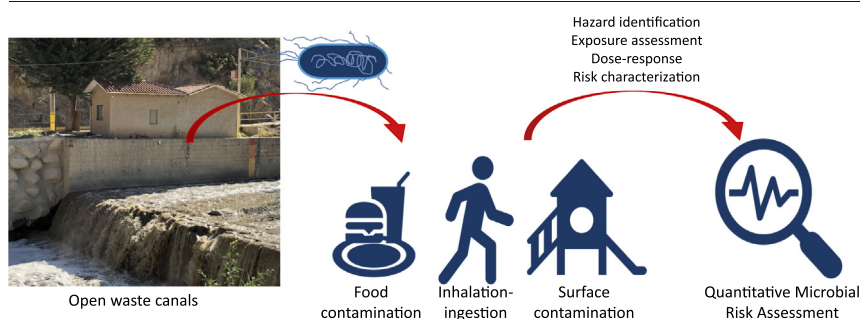 Hazard identification
Exposure assessment
Dose-response
Risk characterization
Open waste canals
Food
contamination
Inhalation-
ingestion
Surface
contamination
Quantitative Microbial
Risk Assessment